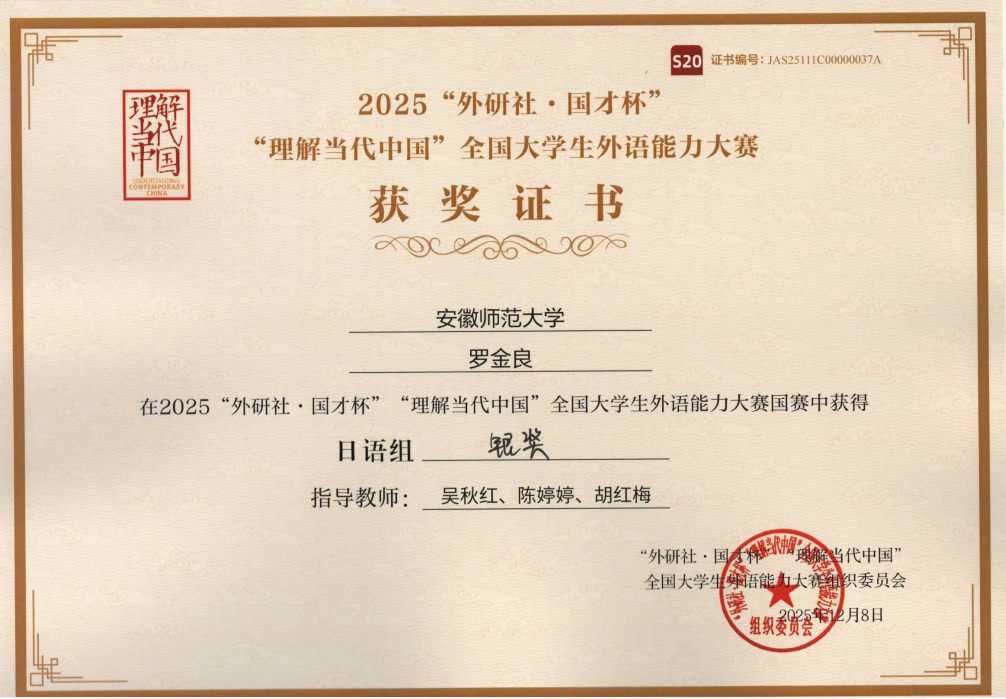 S20 证书编号：JAS25111C00000037A
理解
当代
中国
UNDERSTANDING
CONTEMPORARY
CHINA
2025“外研社·国才杯”
“理解当代中国”全国大学生外语能力大赛
获奖证书
安徽师范大学
罗金良
在2025“外研社·国才杯”“理解当代中国”全国大学生外语能力大赛国赛中获得
日语组 银奖
指导教师： 吴秋红、陈婷婷、胡红梅
“外研社·国才杯”“理解当代中国”
全国大学生外语能力大赛组织委员会
2025年12月8日
组织委员会